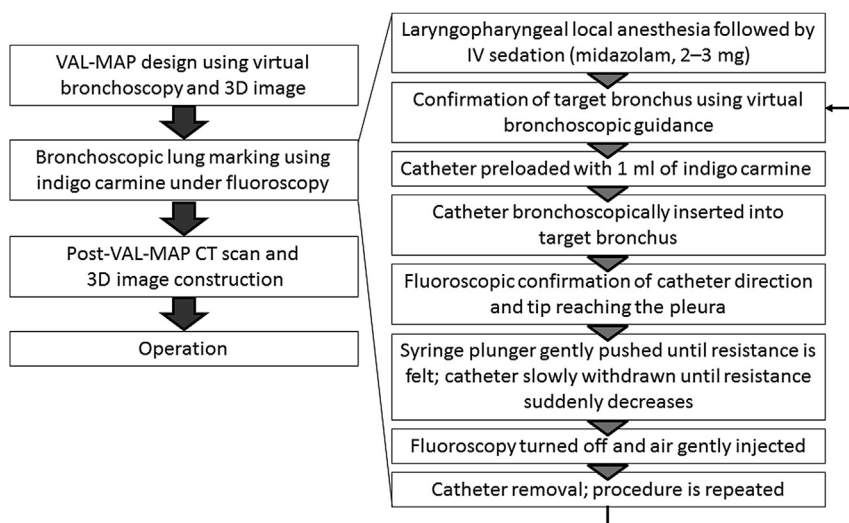 VAL-MAP design using virtual
bronchoscopy and 3D image
Bronchoscopic lung marking using
indigo carmine under fluoroscopy
Post-VAL-MAP CT scan and
3D image construction
Operation
Laryngopharyngeal local anesthesia followed by
IV sedation (midazolam, 2–3 mg)
Confirmation of target bronchus using virtual
bronchoscopic guidance
Catheter preloaded with 1 ml of indigo carmine
Catheter bronchoscopically inserted into
target bronchus
Fluoroscopic confirmation of catheter direction
and tip reaching the pleura
Syringe plunger gently pushed until resistance is
felt; catheter slowly withdrawn until resistance
suddenly decreases
Fluoroscopy turned off and air gently injected
Catheter removal; procedure is repeated